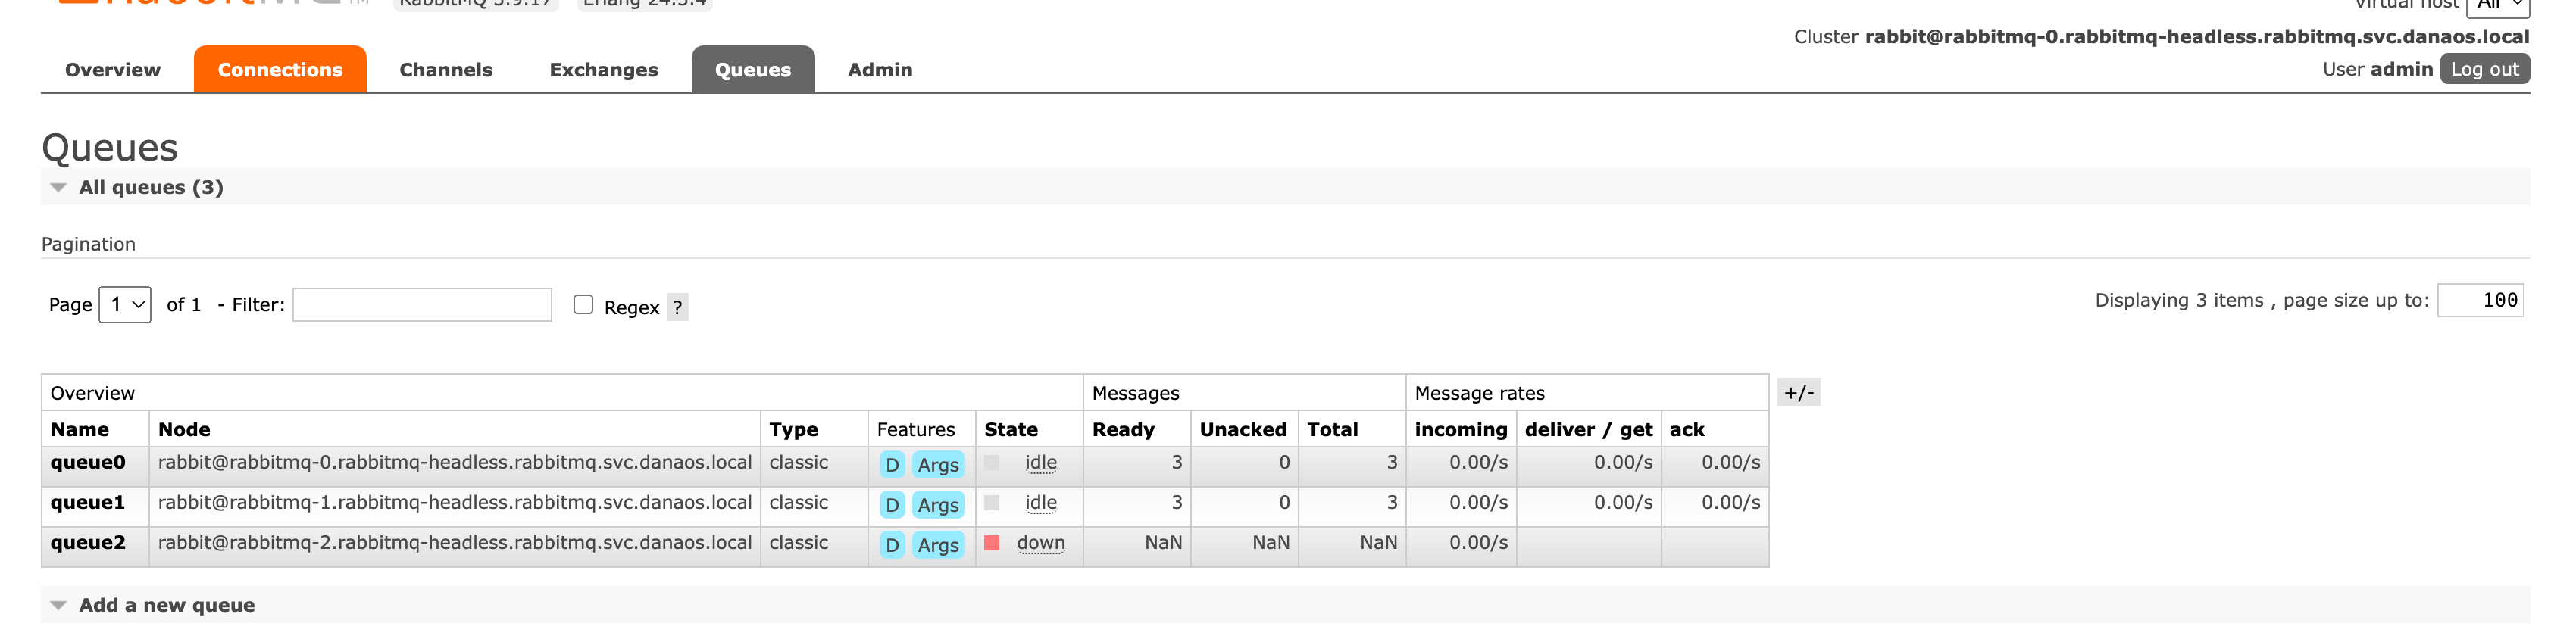 RabbitMQ TM RabbitMQ 3.9.17 Erlang 24.3.4
Virtual host All
Cluster rabbit@rabbitmq-0.rabbitmq-headless.rabbitmq.svc.danaos.local
Overview Connections Channels Exchanges Queues Admin
User admin Log out
Queues
All queues (3)
Pagination
Page 1 of 1 - Filter: Regex ?
Displaying 3 items , page size up to: 100
Overview Messages Message rates +/-
Name Node Type Features State Ready Unacked Total incoming deliver / get ack
queue0 rabbit@rabbitmq-0.rabbitmq-headless.rabbitmq.svc.danaos.local classic D Args idle 3 0 3 0.00/s 0.00/s 0.00/s
queue1 rabbit@rabbitmq-1.rabbitmq-headless.rabbitmq.svc.danaos.local classic D Args idle 3 0 3 0.00/s 0.00/s 0.00/s
queue2 rabbit@rabbitmq-2.rabbitmq-headless.rabbitmq.svc.danaos.local classic D Args down NaN NaN NaN 0.00/s
Add a new queue